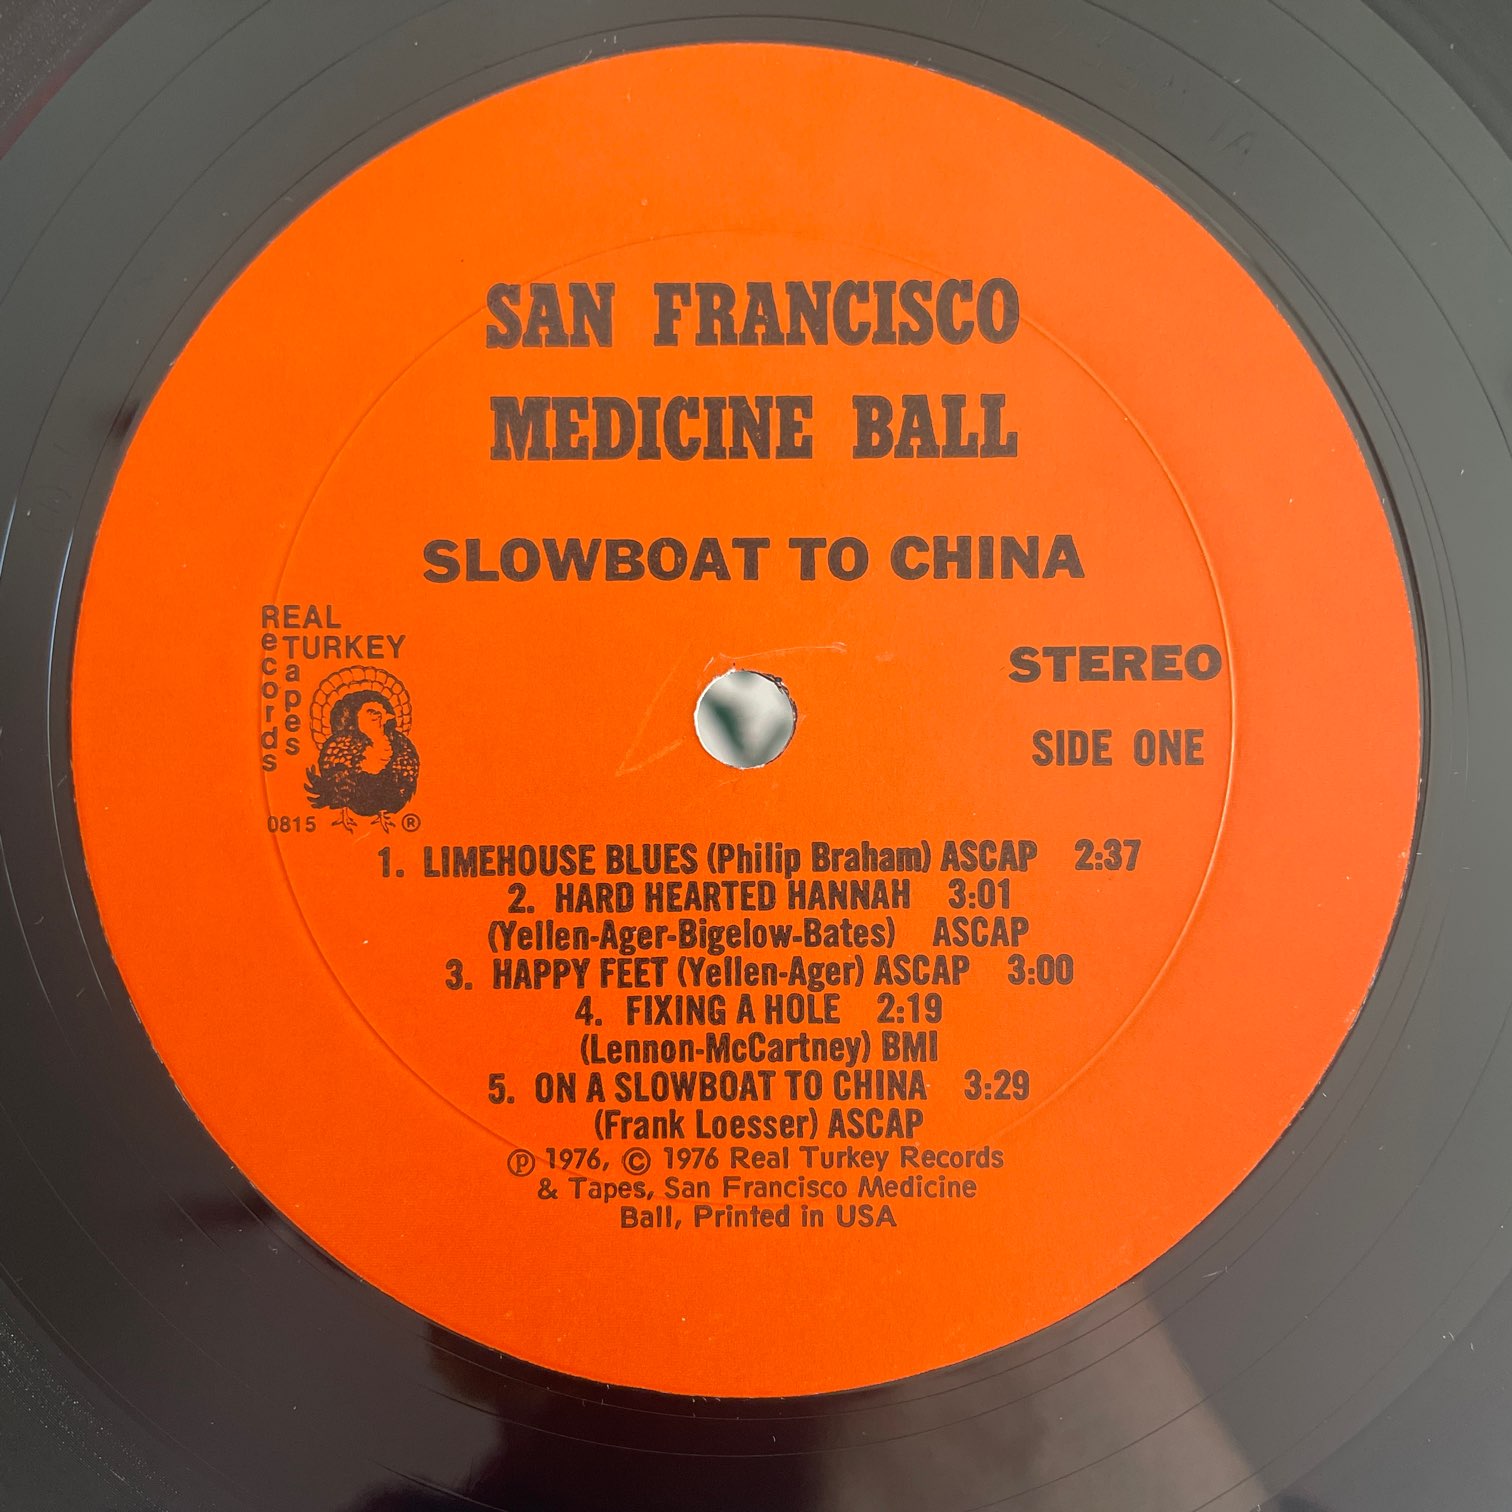 SAN FRANCISCO
MEDICINE BALL
SLOWBOAT TO CHINA
REAL
TURKEY
Records
Tapes
0815 ®
STEREO
SIDE ONE
1. LIMEHOUSE BLUES (Philip Braham) ASCAP 2:37
2. HARD HEARTED HANNAH 3:01
(Yellen-Ager-Bigelow-Bates) ASCAP
3. HAPPY FEET (Yellen-Ager) ASCAP 3:00
4. FIXING A HOLE 2:19
(Lennon-McCartney) BMI
5. ON A SLOWBOAT TO CHINA 3:29
(Frank Loesser) ASCAP
℗ 1976, © 1976 Real Turkey Records
& Tapes, San Francisco Medicine
Ball, Printed in USA